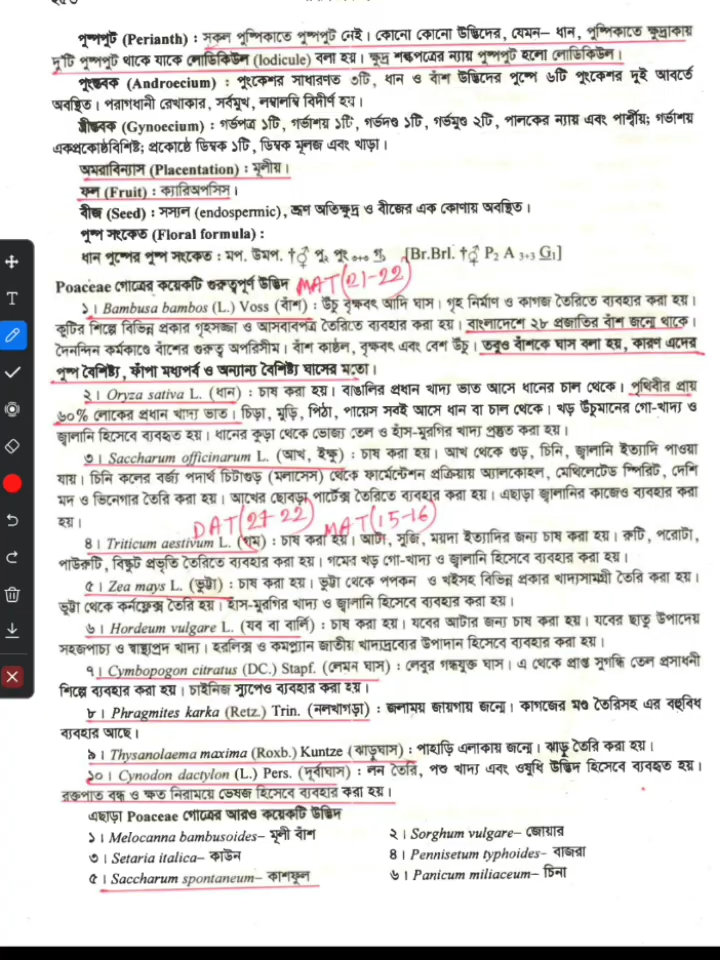 পুষ্পপুট (Perianth) : সকল পুষ্পিকাতে পুষ্পপুট নেই। কোনো কোনো উদ্ভিদের, যেমন– ধান, পুষ্পিকাতে ক্ষুদ্রাকায়
দু'টি পুষ্পপুট থাকে যাকে লোডিকিউল (lodicule) বলা হয়। ক্ষুদ্র শল্কপত্রের ন্যায় পুষ্পপুট হলো লোডিকিউল।
পুংস্তবক (Androecium) : পুংকেশর সাধারণত ৩টি, ধান ও বাঁশ উদ্ভিদের পুষ্পে ৬টি পুংকেশর দুই আবর্তে
অবস্থিত। পরাগধানী রেখাকার, সর্বমুখ, লম্বালম্বি বিদীর্ণ হয়।
স্ত্রীস্তবক (Gynoecium) : গর্ভপত্র ১টি, গর্ভাশয় ১টি, গর্ভদণ্ড ১টি, গর্ভমুণ্ড ২টি, পালকের ন্যায় এবং পার্শ্বীয়; গর্ভাশয়
একপ্রকোষ্ঠবিশিষ্ট; প্রকোষ্ঠে ডিম্বক ১টি, ডিম্বক মূলজ এবং খাড়া।
অমরাবিন্যাস (Placentation) : মূলীয়।
ফল (Fruit) : ক্যারিঅপসিস।
বীজ (Seed) : সস্যল (endospermic), ভ্রূণ অতিক্ষুদ্র ও বীজের এক কোণায় অবস্থিত।
পুষ্প সংকেত (Floral formula) :
ধান পুষ্পের পুষ্প সংকেত : মপ. উমপ. †⚥ পু২ পুং৩+৩ গ১ [Br.Brl. †⚥ P2 A 3+3 G1]
Poaceae গোত্রের কয়েকটি গুরুত্বপূর্ণ উদ্ভিদ MAT(21-22)
১। Bambusa bambos (L.) Voss (বাঁশ) : উঁচু বৃক্ষবৎ আদি ঘাস। গৃহ নির্মাণ ও কাগজ তৈরিতে ব্যবহার করা হয়।
কুটির শিল্পে বিভিন্ন প্রকার গৃহসজ্জা ও আসবাবপত্র তৈরিতে ব্যবহার করা হয়। বাংলাদেশে ২৮ প্রজাতির বাঁশ জন্মে থাকে।
দৈনন্দিন কর্মকাণ্ডে বাঁশের গুরুত্ব অপরিসীম। বাঁশ কাষ্ঠল, বৃক্ষবৎ এবং বেশ উঁচু। তবুও বাঁশকে ঘাস বলা হয়, কারণ এদের
পুষ্প বৈশিষ্ট্য, ফাঁপা মধ্যপর্ব ও অন্যান্য বৈশিষ্ট্য ঘাসের মতো।
২। Oryza sativa L. (ধান) : চাষ করা হয়। বাঙালির প্রধান খাদ্য ভাত আসে ধানের চাল থেকে। পৃথিবীর প্রায়
৬০% লোকের প্রধান খাদ্য ভাত। চিড়া, মুড়ি, পিঠা, পায়েস সবই আসে ধান বা চাল থেকে। খড় উঁচুমানের গো-খাদ্য ও
জ্বালানি হিসেবে ব্যবহৃত হয়। ধানের কুড়া থেকে ভোজ্য তেল ও হাঁস-মুরগির খাদ্য প্রস্তুত করা হয়।
৩। Saccharum officinarum L. (আখ, ইক্ষু) : চাষ করা হয়। আখ থেকে গুড়, চিনি, জ্বালানি ইত্যাদি পাওয়া
যায়। চিনি কলের বর্জ্য পদার্থ চিটাগুড় (মলাসেস) থেকে ফার্মেন্টেশন প্রক্রিয়ায় অ্যালকোহল, মেথিলেটেড স্পিরিট, দেশি
মদ ও ভিনেগার তৈরি করা হয়। আখের ছোবড়া পার্টেক্স তৈরিতে ব্যবহার করা হয়। এছাড়া জ্বালানির কাজেও ব্যবহার করা
হয়। DAT(21-22) MAT(15-16)
৪। Triticum aestivum L. (গম) : চাষ করা হয়। আটা, সুজি, ময়দা ইত্যাদির জন্য চাষ করা হয়। রুটি, পরোটা,
পাউরুটি, বিস্কুট প্রভৃতি তৈরিতে ব্যবহার করা হয়। গমের খড় গো-খাদ্য ও জ্বালানি হিসেবে ব্যবহার করা হয়।
৫। Zea mays L. (ভুট্টা) : চাষ করা হয়। ভুট্টা থেকে পপকন ও খইসহ বিভিন্ন প্রকার খাদ্যসামগ্রী তৈরি করা হয়।
ভুট্টা থেকে কর্নফ্লেক্স তৈরি হয়। হাঁস-মুরগির খাদ্য ও জ্বালানি হিসেবে ব্যবহার করা হয়।
৬। Hordeum vulgare L. (যব বা বার্লি) : চাষ করা হয়। যবের আটার জন্য চাষ করা হয়। যবের ছাতু উপাদেয়
সহজপাচ্য ও স্বাস্থ্যপ্রদ খাদ্য। হরলিক্স ও কমপ্ল্যান জাতীয় খাদ্যদ্রব্যের উপাদান হিসেবে ব্যবহার করা হয়।
৭। Cymbopogon citratus (DC.) Stapf. (লেমন ঘাস) : লেবুর গন্ধযুক্ত ঘাস। এ থেকে প্রাপ্ত সুগন্ধি তেল প্রসাধনী
শিল্পে ব্যবহার করা হয়। চাইনিজ স্যুপেও ব্যবহার করা হয়।
৮। Phragmites karka (Retz.) Trin. (নলখাগড়া) : জলাময় জায়গায় জন্মে। কাগজের মণ্ড তৈরিসহ এর বহুবিধ
ব্যবহার আছে।
৯। Thysanolaema maxima (Roxb.) Kuntze (ঝাড়ুঘাস) : পাহাড়ি এলাকায় জন্মে। ঝাড়ু তৈরি করা হয়।
১০। Cynodon dactylon (L.) Pers. (দূর্বাঘাস) : লন তৈরি, পশু খাদ্য এবং ওষুধি উদ্ভিদ হিসেবে ব্যবহৃত হয়।
রক্তপাত বন্ধ ও ক্ষত নিরাময়ে ভেষজ হিসেবে ব্যবহার করা হয়।
এছাড়া Poaceae গোত্রের আরও কয়েকটি উদ্ভিদ
১। Melocanna bambusoides– মূলী বাঁশ ২। Sorghum vulgare– জোয়ার
৩। Setaria italica– কাউন ৪। Pennisetum typhoides– বাজরা
৫। Saccharum spontaneum– কাশফুল ৬। Panicum miliaceum– চিনা